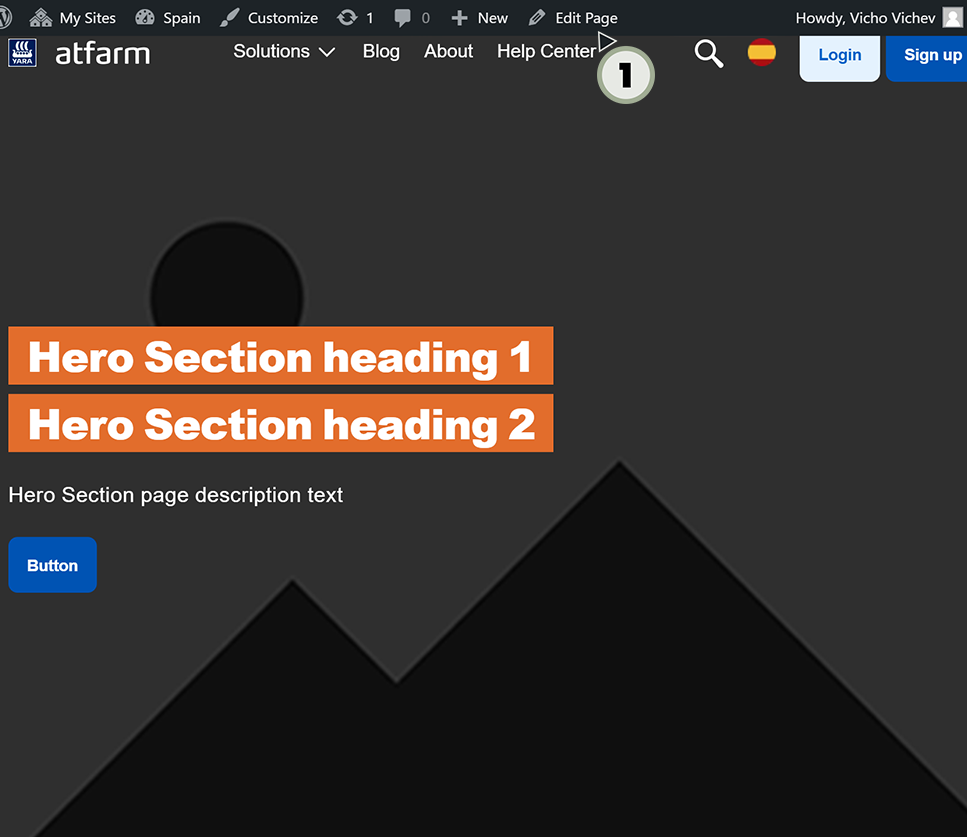 My Sites Spain Customize 1 0 New Edit Page Howdy, Vicho Vichev
YARA atfarm Solutions Blog About Help Center Login Sign up
1
Hero Section heading 1
Hero Section heading 2
Hero Section page description text
Button